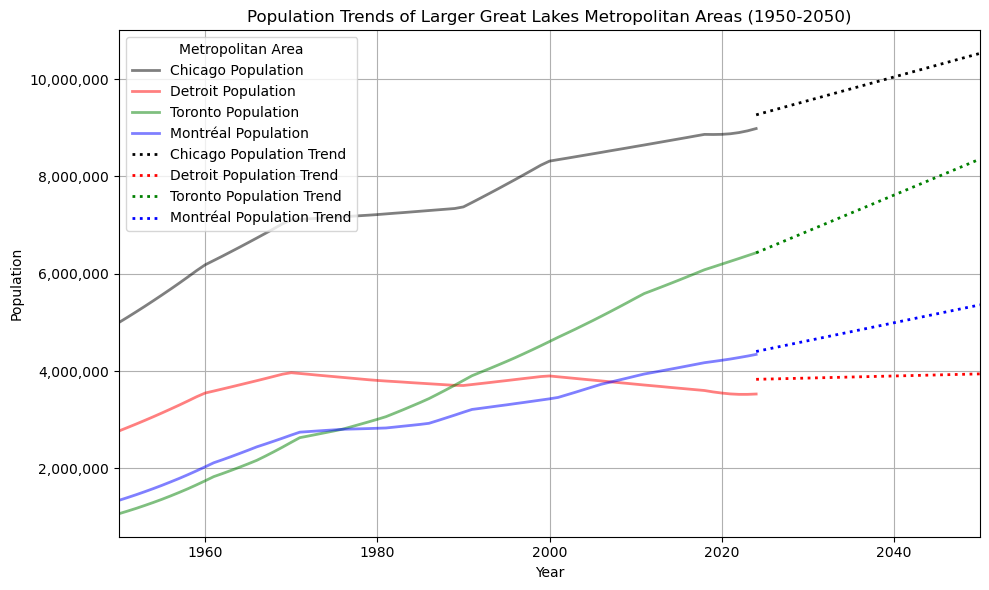 Population Trends of Larger Great Lakes Metropolitan Areas (1950-2050)
Metropolitan Area
Chicago Population
Detroit Population
Toronto Population
Montréal Population
Chicago Population Trend
Detroit Population Trend
Toronto Population Trend
Montréal Population Trend
Population
10,000,000
8,000,000
6,000,000
4,000,000
2,000,000
1960 1980 2000 2020 2040
Year